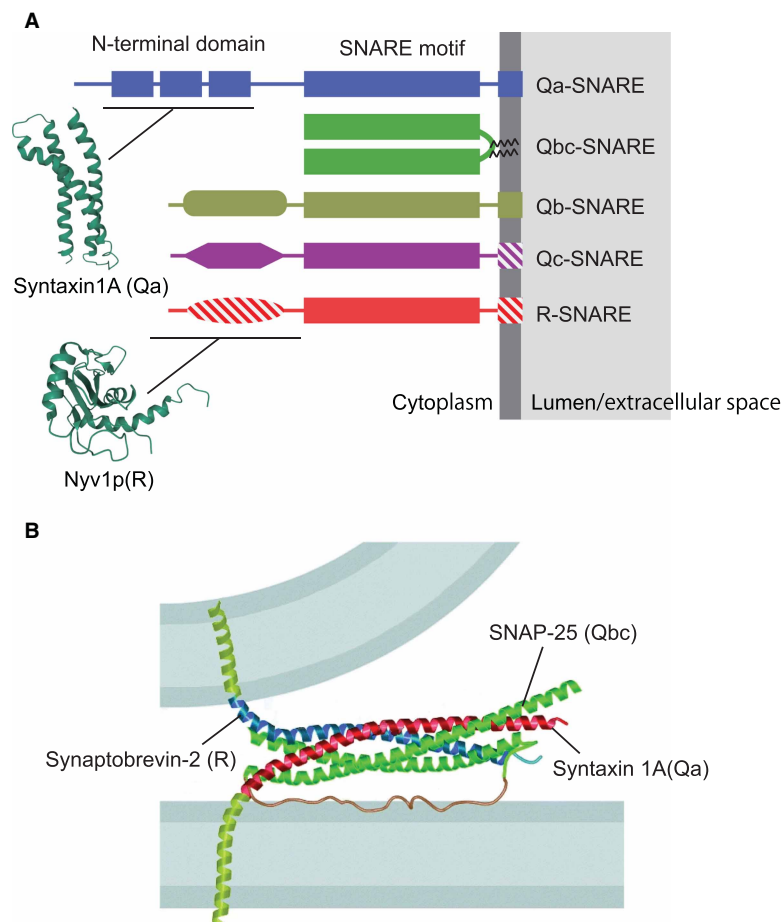 A
N-terminal domain
SNARE motif
Qa-SNARE
Qbc-SNARE
Qb-SNARE
Qc-SNARE
R-SNARE
Syntaxin1A (Qa)
Nyv1p(R)
Cytoplasm
Lumen/extracellular space
B
SNAP-25 (Qbc)
Synaptobrevin-2 (R)
Syntaxin 1A(Qa)